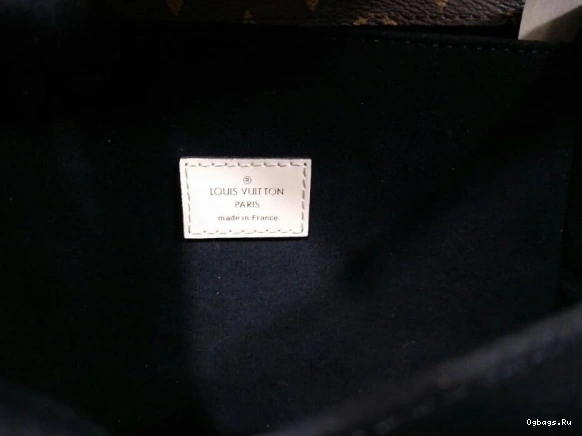 ®
LOUIS VUITTON
PARIS
made in France
Ogbags.Ru